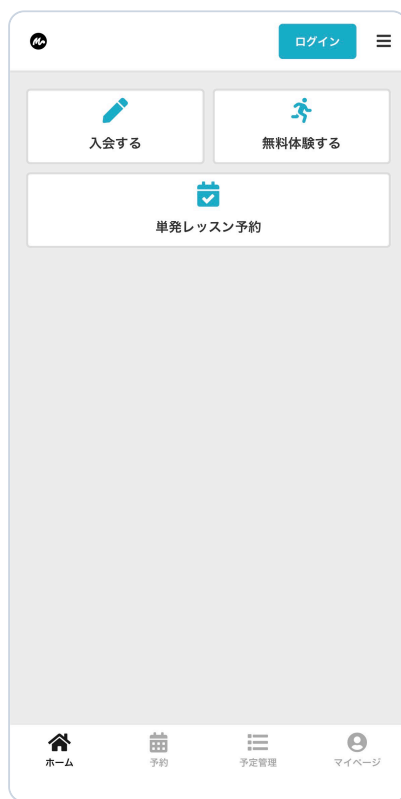 ログイン
入会する
無料体験する
単発レッスン予約
ホーム
予約
予定管理
マイページ